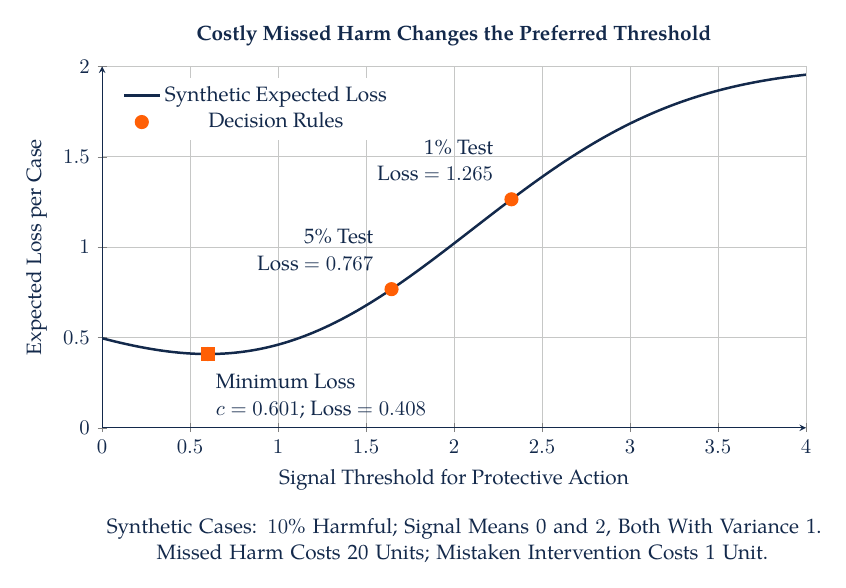 Costly Missed Harm Changes the Preferred Threshold
Synthetic Expected Loss
Decision Rules
1% Test
Loss = 1.265
5% Test
Loss = 0.767
Minimum Loss
c = 0.601; Loss = 0.408
Expected Loss per Case
2
1.5
1
0.5
0
0 0.5 1 1.5 2 2.5 3 3.5 4
Signal Threshold for Protective Action
Synthetic Cases: 10% Harmful; Signal Means 0 and 2, Both With Variance 1.
Missed Harm Costs 20 Units; Mistaken Intervention Costs 1 Unit.